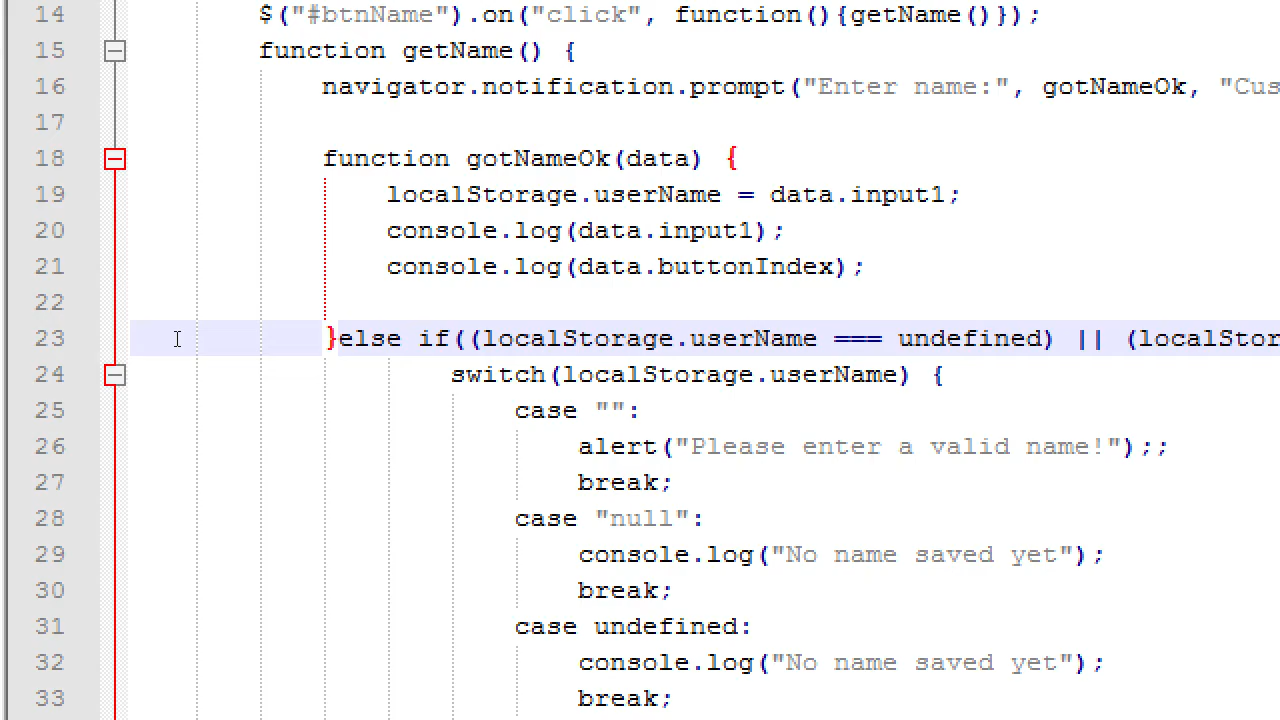 14 $("#btnName").on("click", function(){getName()});
15 function getName() {
16 navigator.notification.prompt("Enter name:", gotNameOk, "Cus
17
18 function gotNameOk(data) {
19 localStorage.userName = data.input1;
20 console.log(data.input1);
21 console.log(data.buttonIndex);
22
23 }else if((localStorage.userName === undefined) || (localStor
24 switch(localStorage.userName) {
25 case "":
26 alert("Please enter a valid name!");;
27 break;
28 case "null":
29 console.log("No name saved yet");
30 break;
31 case undefined:
32 console.log("No name saved yet");
33 break;